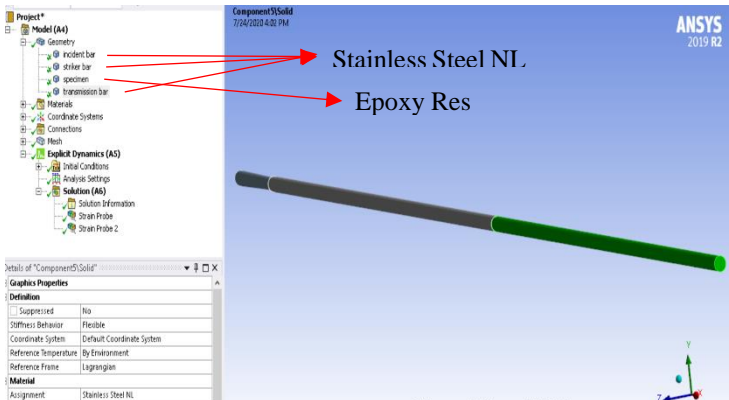 Project*
Model (A4)
Geometry
incident bar
striker bar
specimen
transmission bar
Materials
Coordinate Systems
Connections
Mesh
Explicit Dynamics (A5)
Initial Conditions
Analysis Settings
Solution (A6)
Solution Information
Strain Probe
Strain Probe 2
Component5\Solid
7/24/2020 4:02 PM
ANSYS
2019 R2
Stainless Steel NL
Epoxy Res
Details of "Component5\Solid"
Graphics Properties
Definition
Suppressed No
Stiffness Behavior Flexible
Coordinate System Default Coordinate System
Reference Temperature By Environment
Reference Frame Lagrangian
Material
Assignment Stainless Steel NL
Y
Z
X